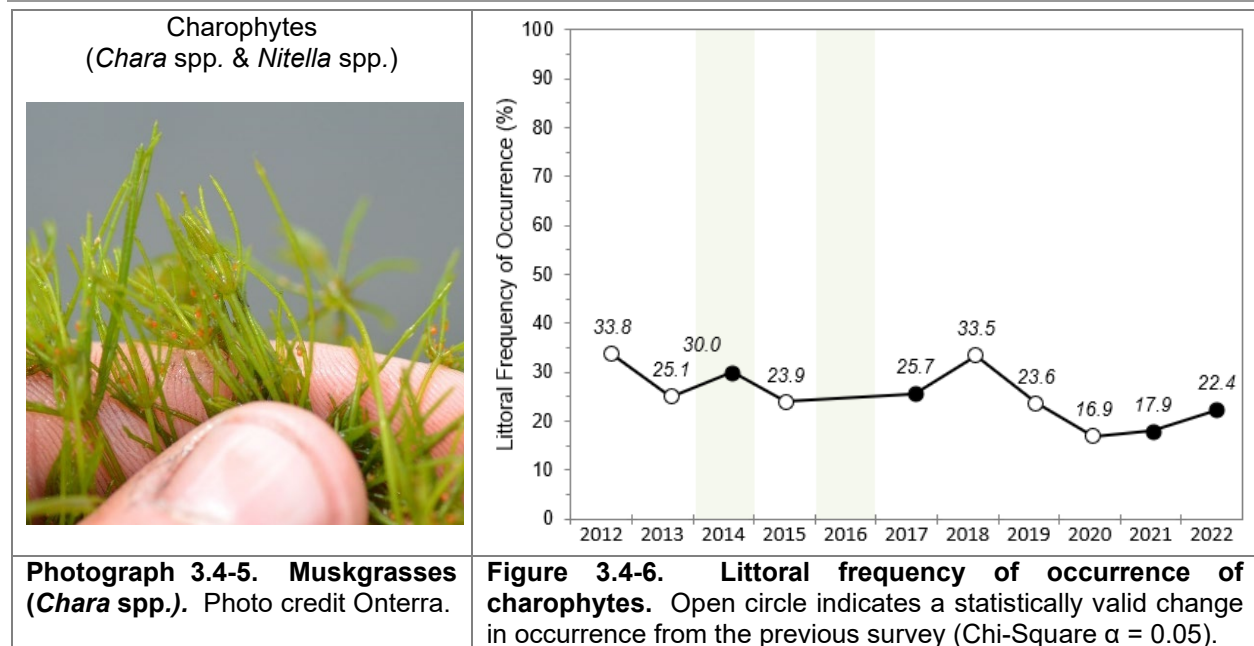 Charophytes
(Chara spp. & Nitella spp.)
Photograph 3.4-5. Muskgrasses
(Chara spp.). Photo credit Onterra.
Littoral Frequency of Occurrence (%)
100
90
80
70
60
50
40
30
20
10
0
33.8
25.1
30.0
23.9
25.7
33.5
23.6
16.9
17.9
22.4
2012 2013 2014 2015 2016 2017 2018 2019 2020 2021 2022
Figure 3.4-6. Littoral frequency of occurrence of
charophytes. Open circle indicates a statistically valid change
in occurrence from the previous survey (Chi-Square α = 0.05).